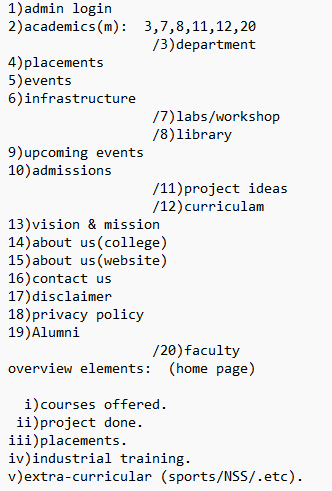 1)admin login
2)academics(m):  3,7,8,11,12,20
/3)department
4)placements
5)events
6)infrastructure
/7)labs/workshop
/8)library
9)upcoming events
10)admissions
/11)project ideas
/12)curriculam
13)vision & mission
14)about us(college)
15)about us(website)
16)contact us
17)disclaimer
18)privacy policy
19)Alumni
/20)faculty
overview elements:  (home page)
i)courses offered.
ii)project done.
iii)placements.
iv)industrial training.
v)extra-curricular (sports/NSS/.etc).